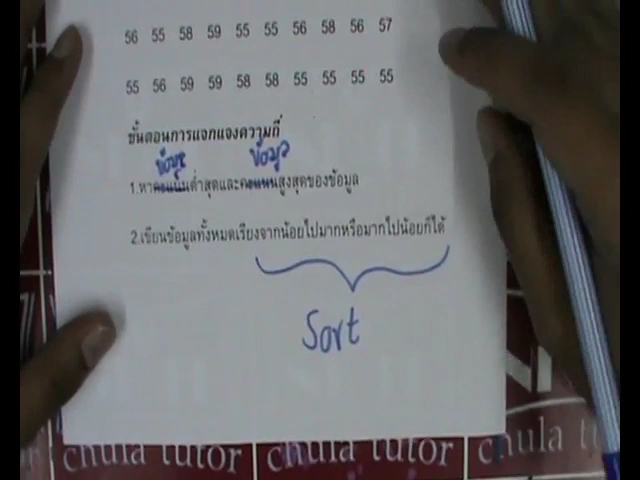 56 55 58 59 55 55 56 58 56 57
55 56 59 59 58 58 55 55 55 55
ขั้นตอนการแจกแจงความถี่
ข้อมูล ข้อมูล
1.หาคะแนนต่ำสุดและคะแนนสูงสุดของข้อมูล
2.เขียนข้อมูลทั้งหมดเรียงจากน้อยไปมากหรือมากไปน้อยก็ได้
Sort
chula tutor chula tutor chula tu